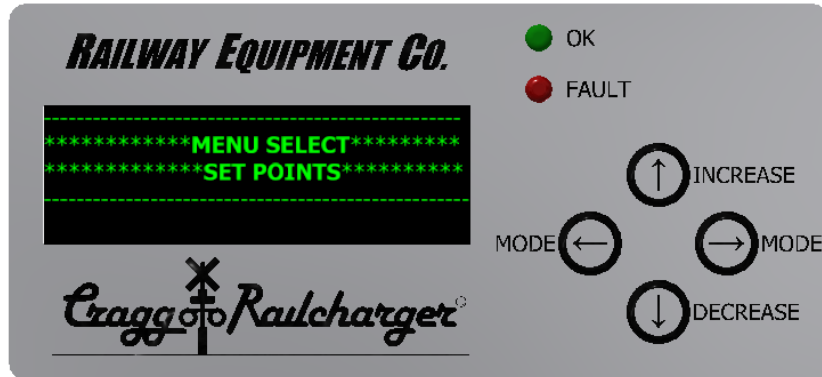 RAILWAY EQUIPMENT CO.
OK
FAULT
------------------------------------------------
************MENU SELECT*********
*************SET POINTS**********
-------------------------------------------------
↑ INCREASE
MODE ← → MODE
↓ DECREASE
Cragg Railcharger